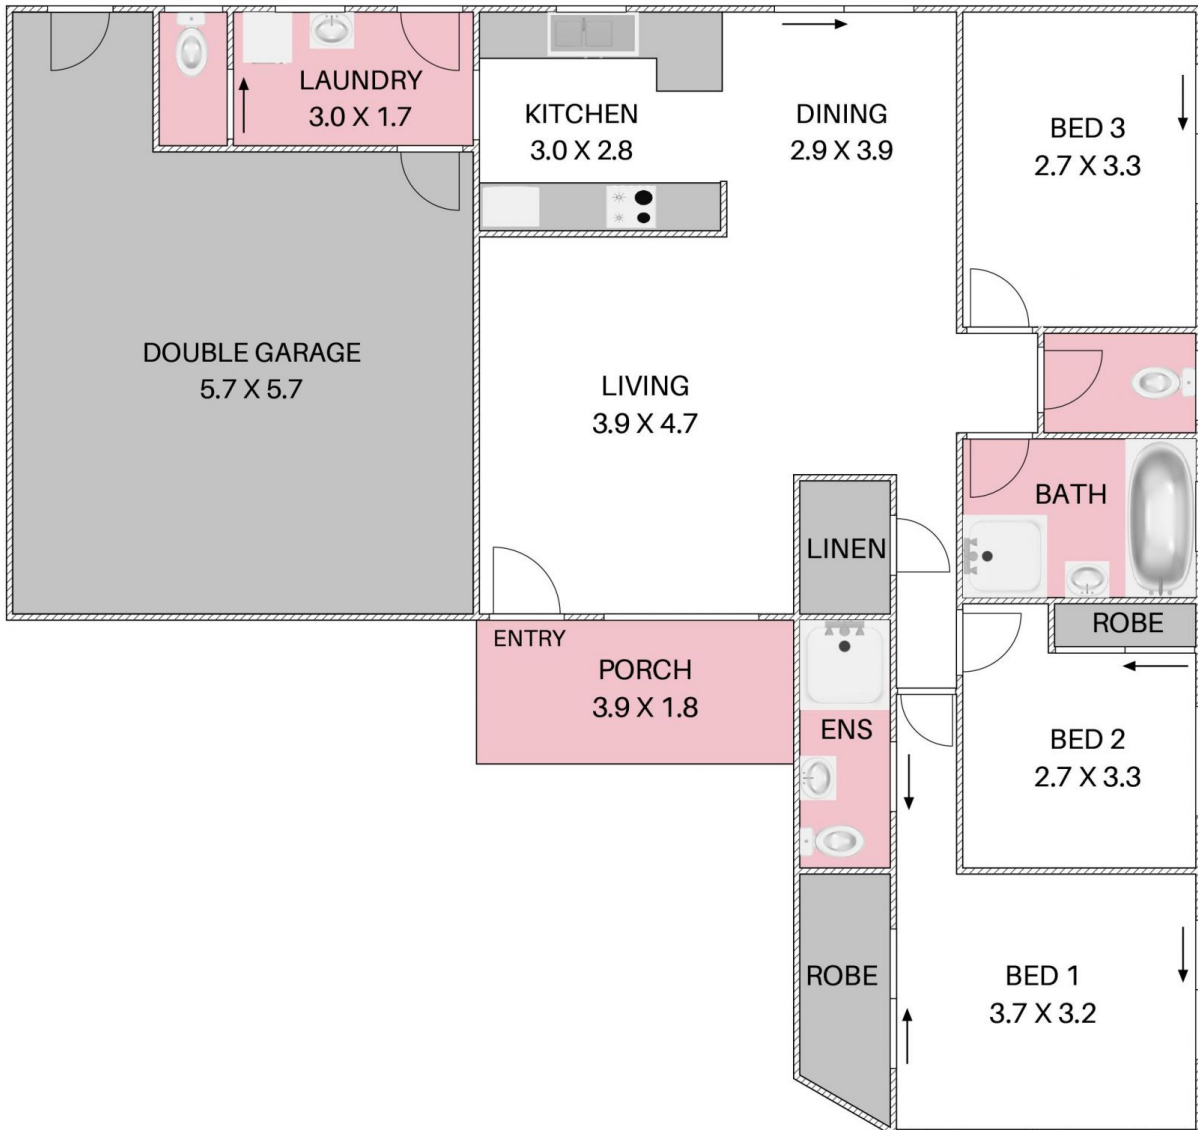 LAUNDRY
3.0 X 1.7
KITCHEN
3.0 X 2.8
DINING
2.9 X 3.9
BED 3
2.7 X 3.3
DOUBLE GARAGE
5.7 X 5.7
LIVING
3.9 X 4.7
BATH
LINEN
ROBE
ENTRY
PORCH
3.9 X 1.8
ENS
BED 2
2.7 X 3.3
ROBE
BED 1
3.7 X 3.2